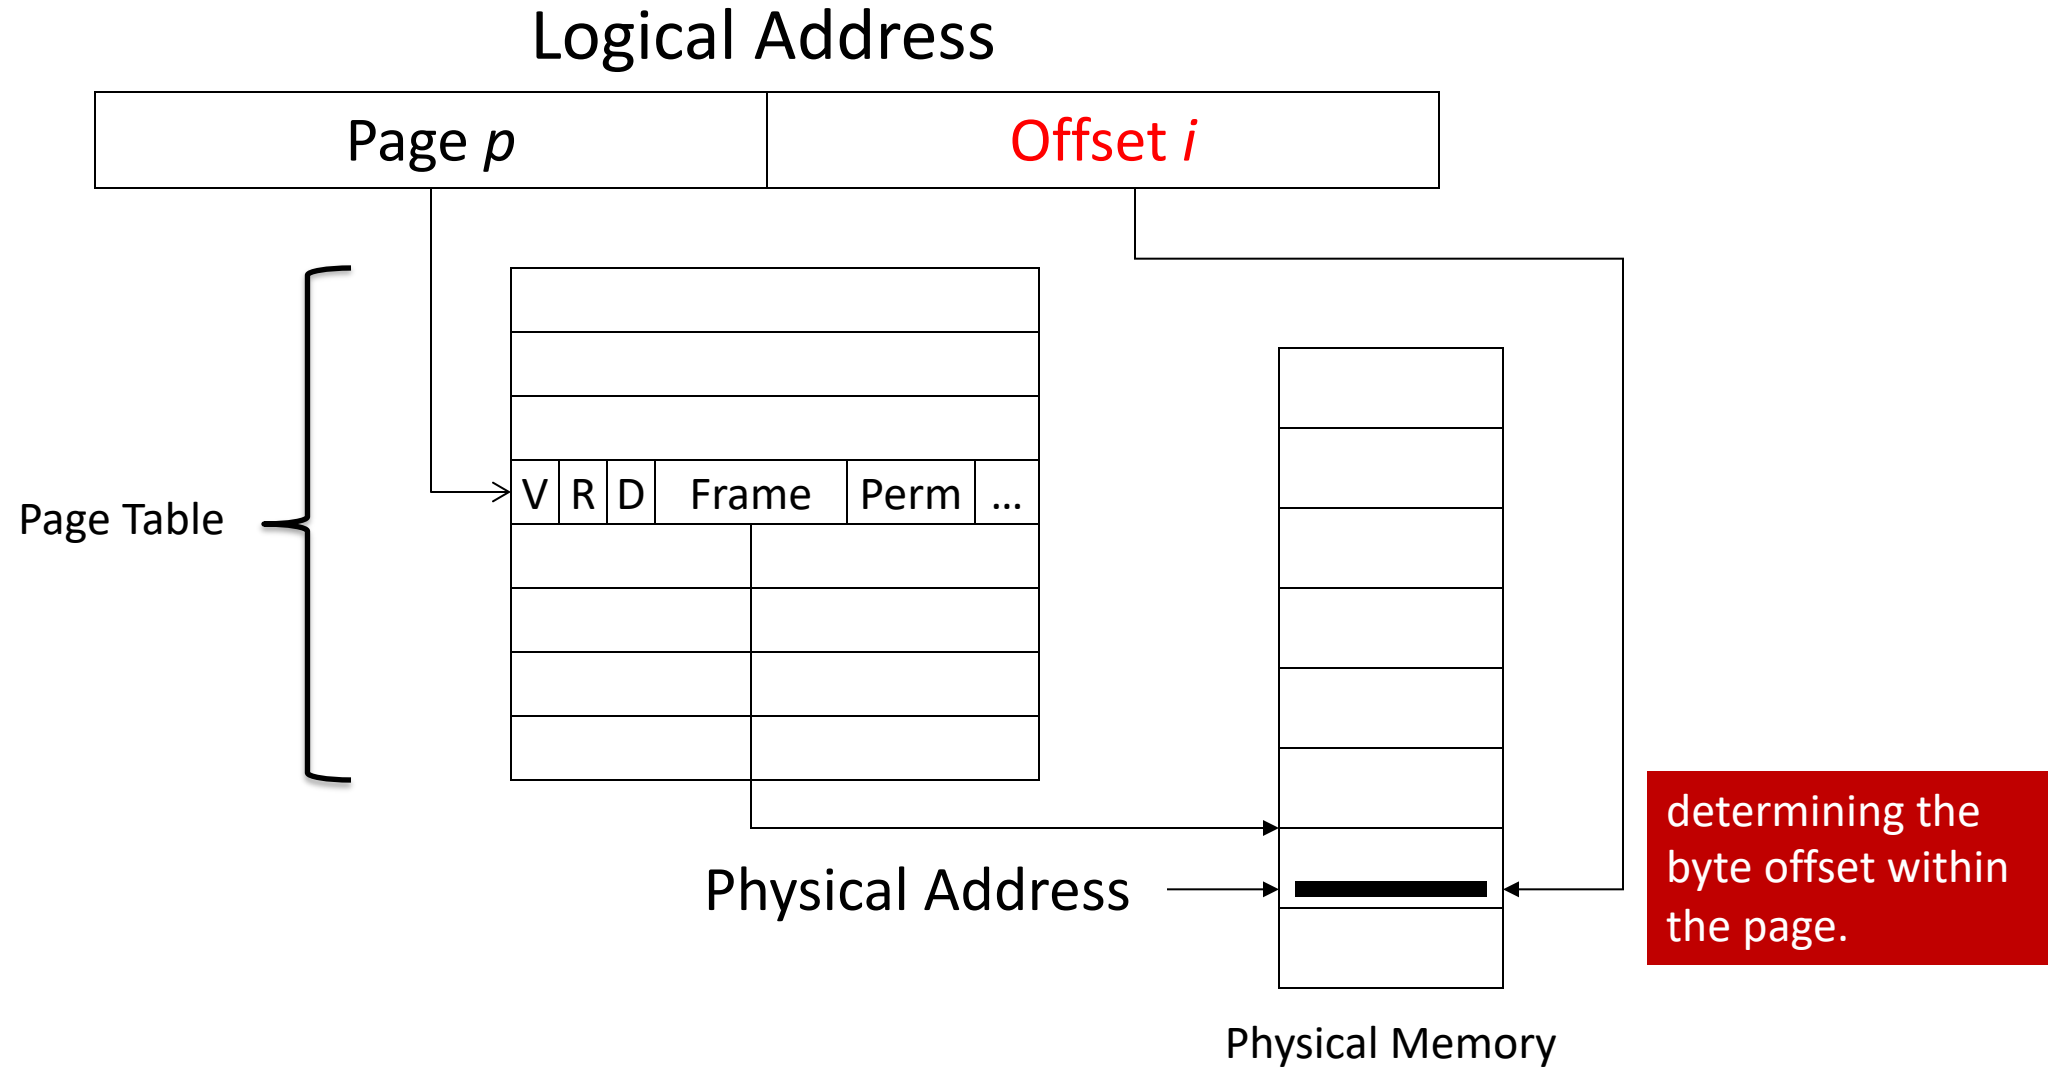 Logical Address
Page p
Offset i
Page Table
V R D Frame Perm ...
Physical Address
determining the
byte offset within
the page.
Physical Memory